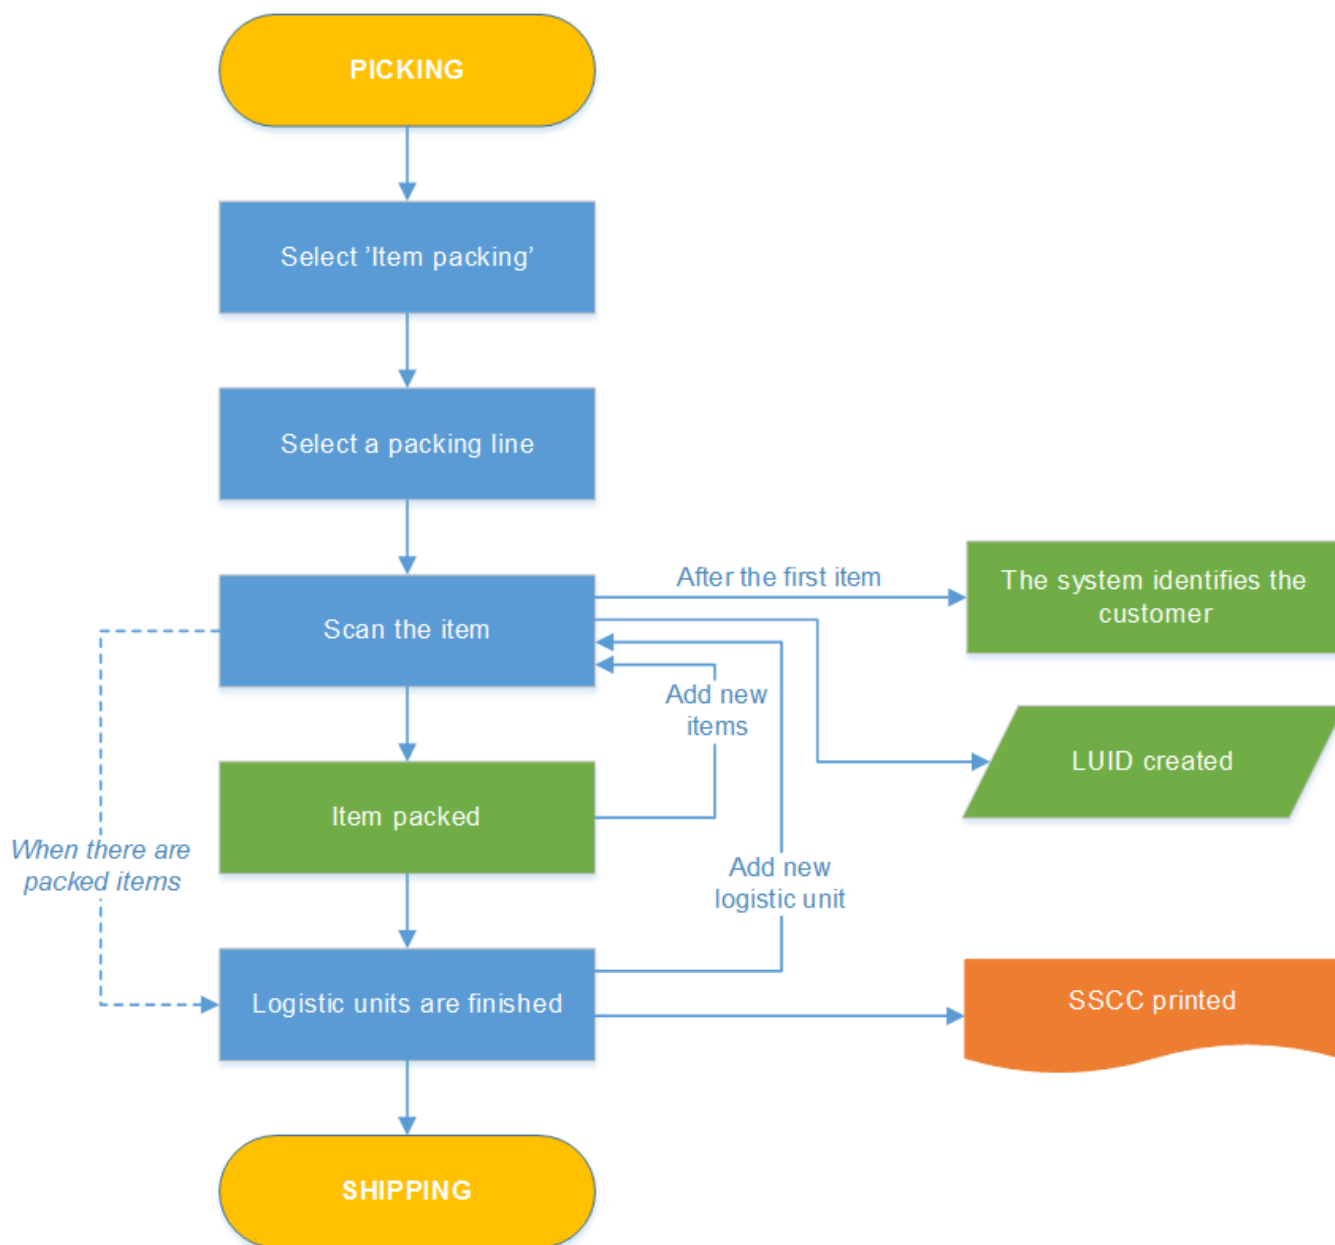 PICKING
Select ’Item packing’
Select a packing line
After the first item
The system identifies the
customer
Scan the item
Add new
items
LUID created
Item packed
When there are
packed items
Add new
logistic unit
Logistic units are finished
SSCC printed
SHIPPING